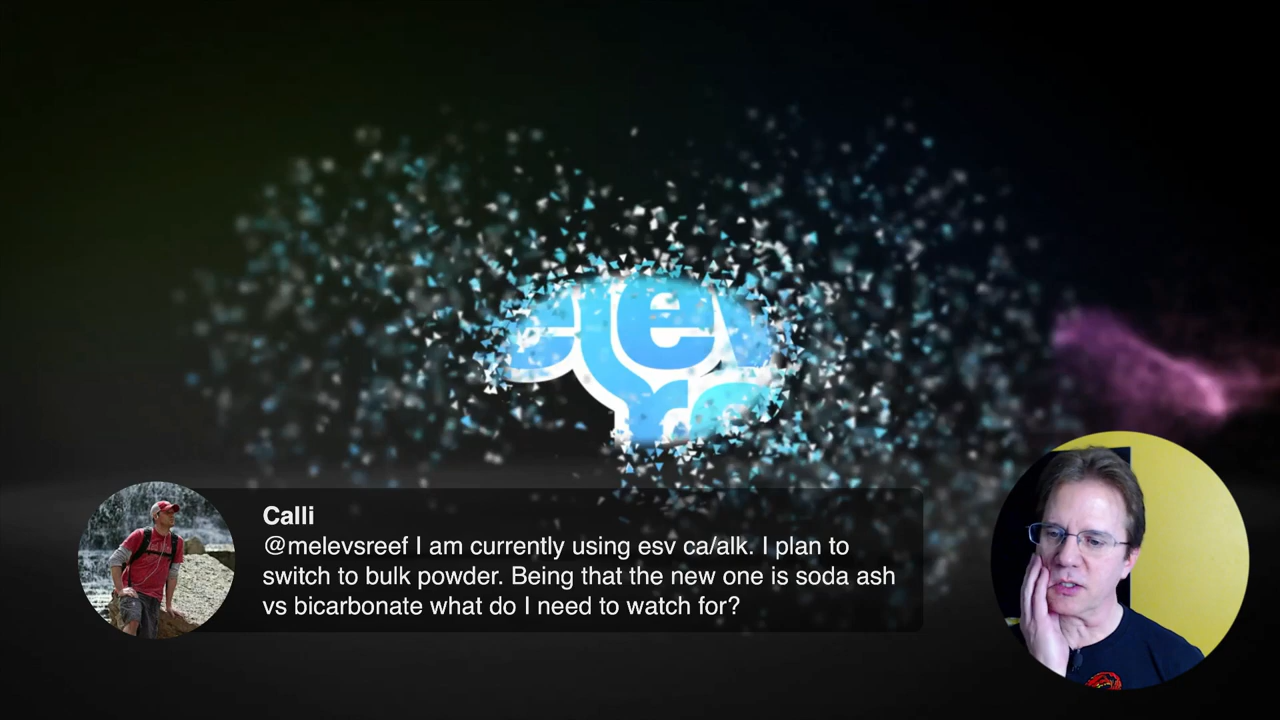 Calli
@melevsreef I am currently using esv ca/alk. I plan to
switch to bulk powder. Being that the new one is soda ash
vs bicarbonate what do I need to watch for?